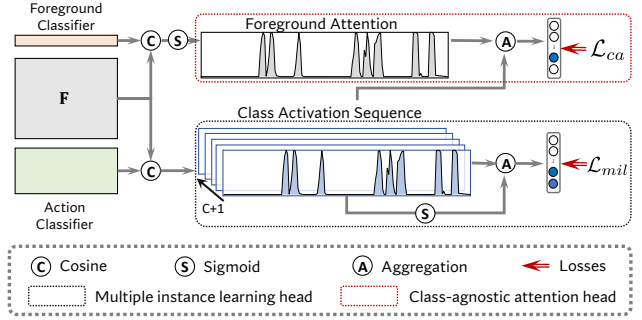 Foreground
Classifier
Foreground Attention
C
S
A
ℒca
F
Class Activation Sequence
C
A
ℒmil
C+1
S
Action
Classifier
C Cosine
S Sigmoid
A Aggregation
Losses
Multiple instance learning head
Class-agnostic attention head